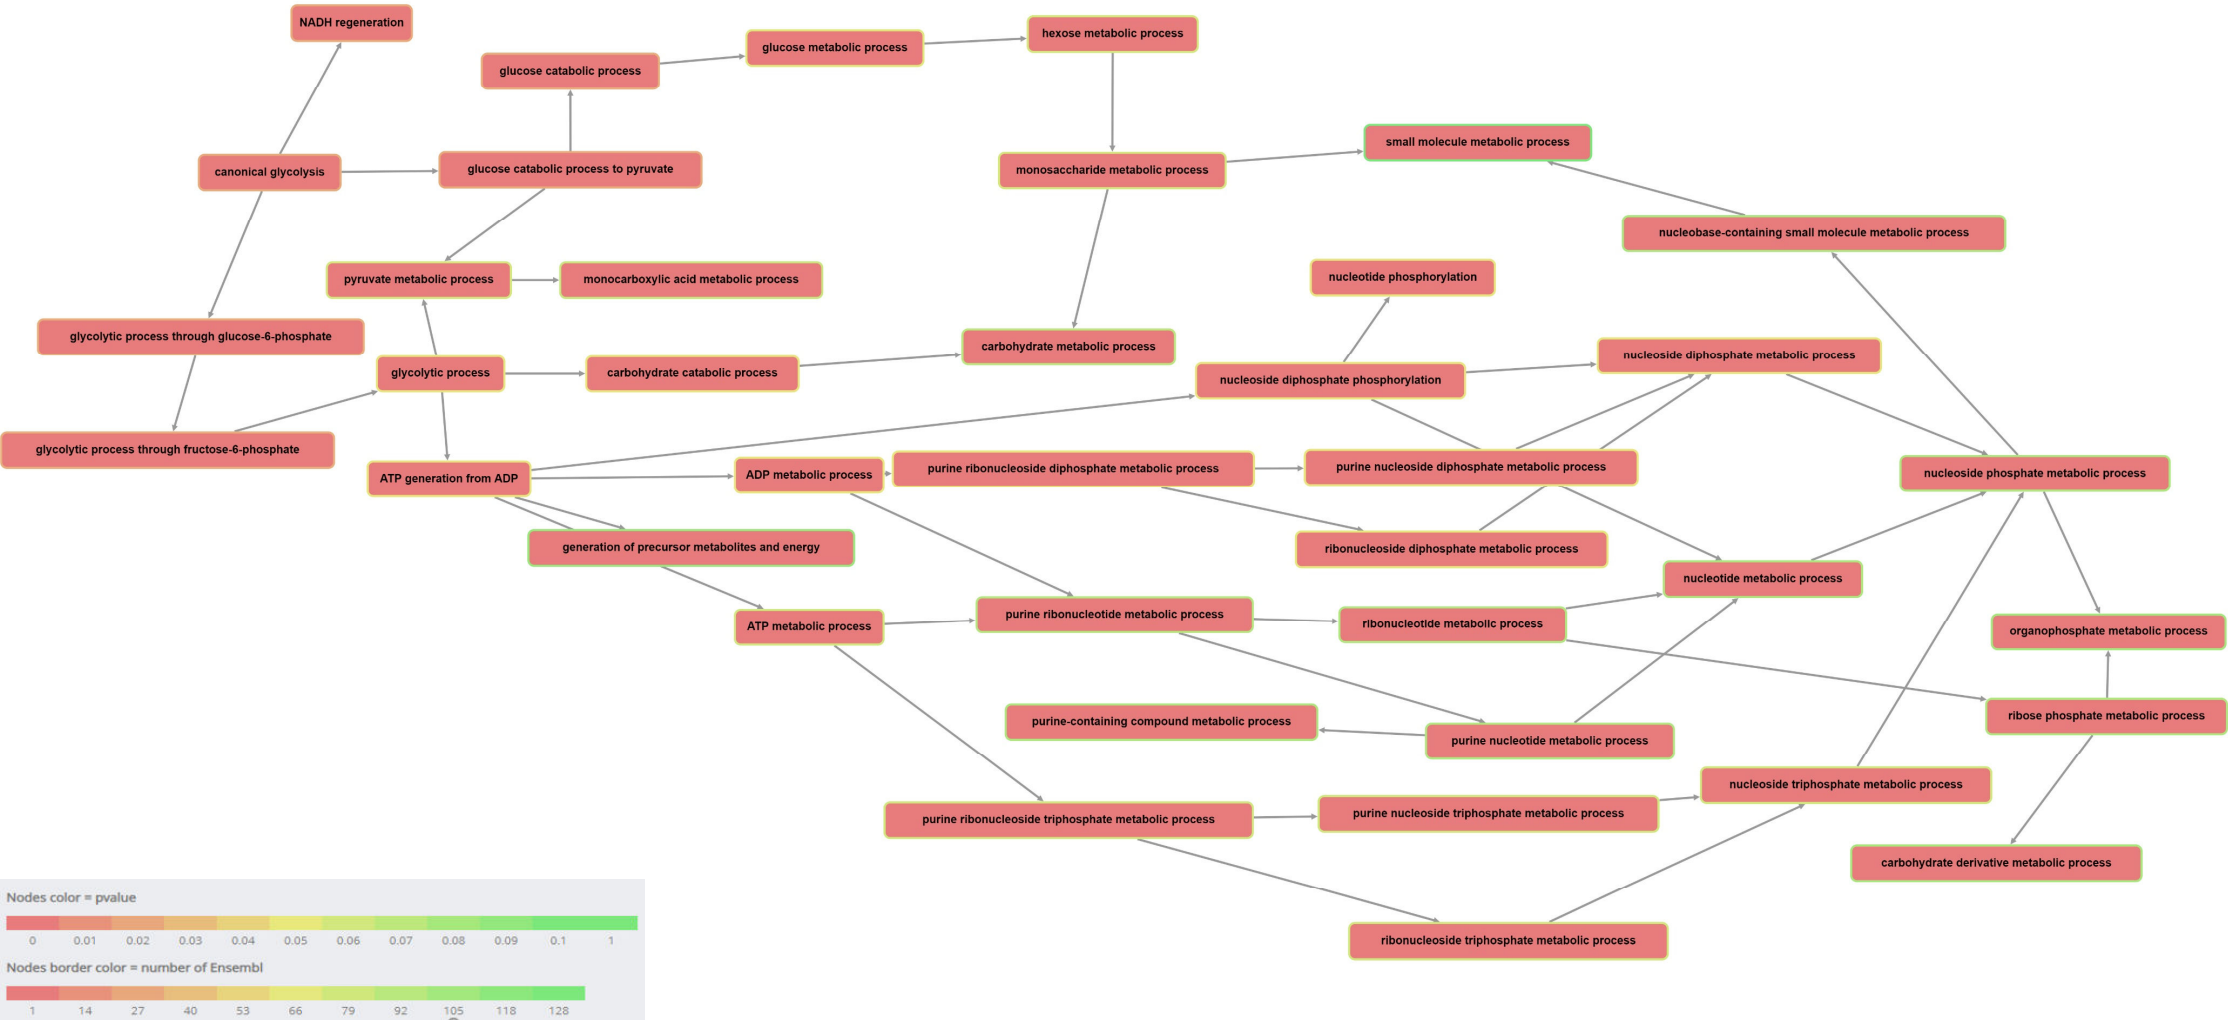 NADH regeneration
glucose metabolic process
hexose metabolic process
glucose catabolic process
small molecule metabolic process
canonical glycolysis
glucose catabolic process to pyruvate
monosaccharide metabolic process
nucleobase-containing small molecule metabolic process
pyruvate metabolic process
monocarboxylic acid metabolic process
nucleotide phosphorylation
glycolytic process through glucose-6-phosphate
carbohydrate metabolic process
nucleoside diphosphate metabolic process
glycolytic process
carbohydrate catabolic process
nucleoside diphosphate phosphorylation
glycolytic process through fructose-6-phosphate
ATP generation from ADP
ADP metabolic process
purine ribonucleoside diphosphate metabolic process
purine nucleoside diphosphate metabolic process
nucleoside phosphate metabolic process
generation of precursor metabolites and energy
ribonucleoside diphosphate metabolic process
nucleotide metabolic process
ATP metabolic process
purine ribonucleotide metabolic process
ribonucleotide metabolic process
organophosphate metabolic process
purine-containing compound metabolic process
purine nucleotide metabolic process
ribose phosphate metabolic process
nucleoside triphosphate metabolic process
purine ribonucleoside triphosphate metabolic process
purine nucleoside triphosphate metabolic process
carbohydrate derivative metabolic process
ribonucleoside triphosphate metabolic process
Nodes color = pvalue
0 0.01 0.02 0.03 0.04 0.05 0.06 0.07 0.08 0.09 0.1 1
Nodes border color = number of Ensembl
1 14 27 40 53 66 79 92 105 118 128